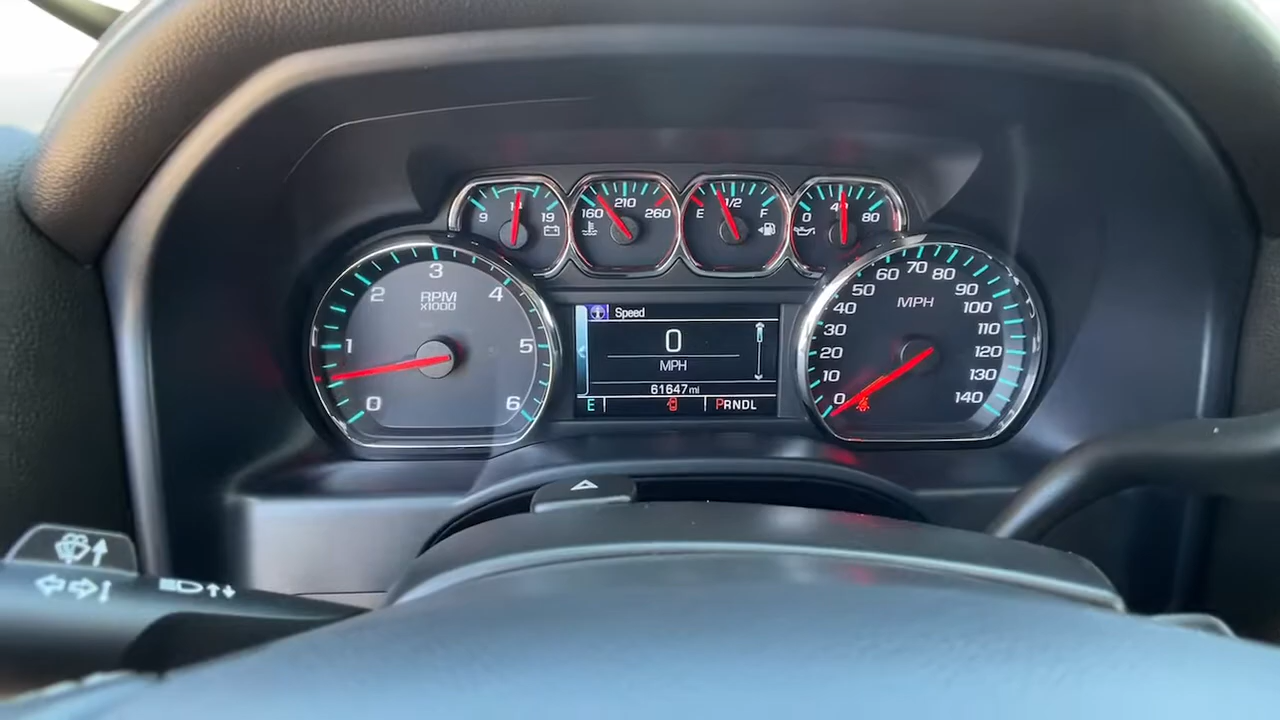 9 19
160 210 260
E 1/2 F
0 40 80
0 1 2 3 4 5 6
RPM
X1000
Speed
0
MPH
61647 mi
E PRNDL
0 10 20 30 40 50 60 70 80 90 100 110 120 130 140
MPH